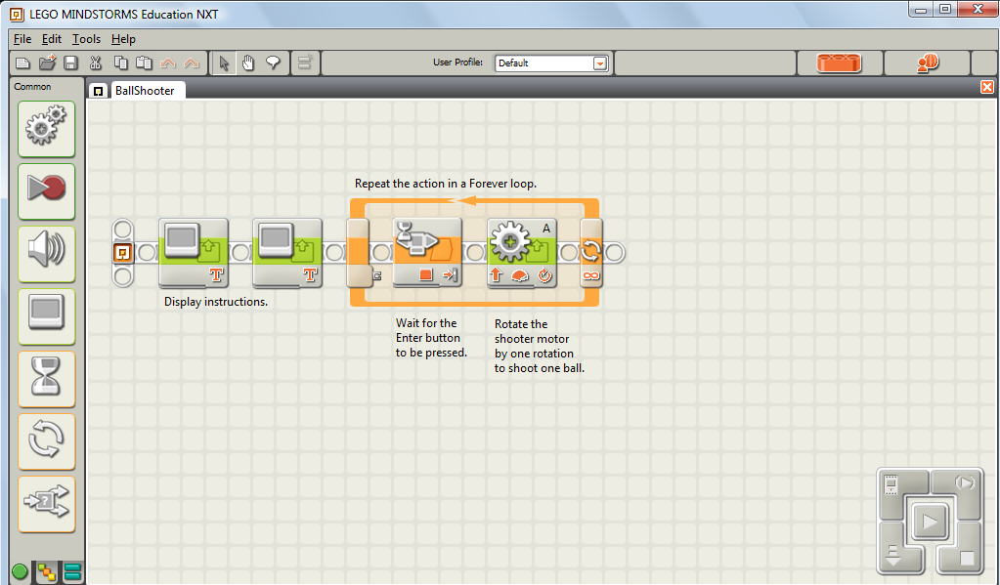 LEGO MINDSTORMS Education NXT
File Edit Tools Help
User Profile: Default
Common
BallShooter
Repeat the action in a Forever loop.
A
T T
Display instructions.
Wait for the
Enter button
to be pressed.
Rotate the
shooter motor
by one rotation
to shoot one ball.